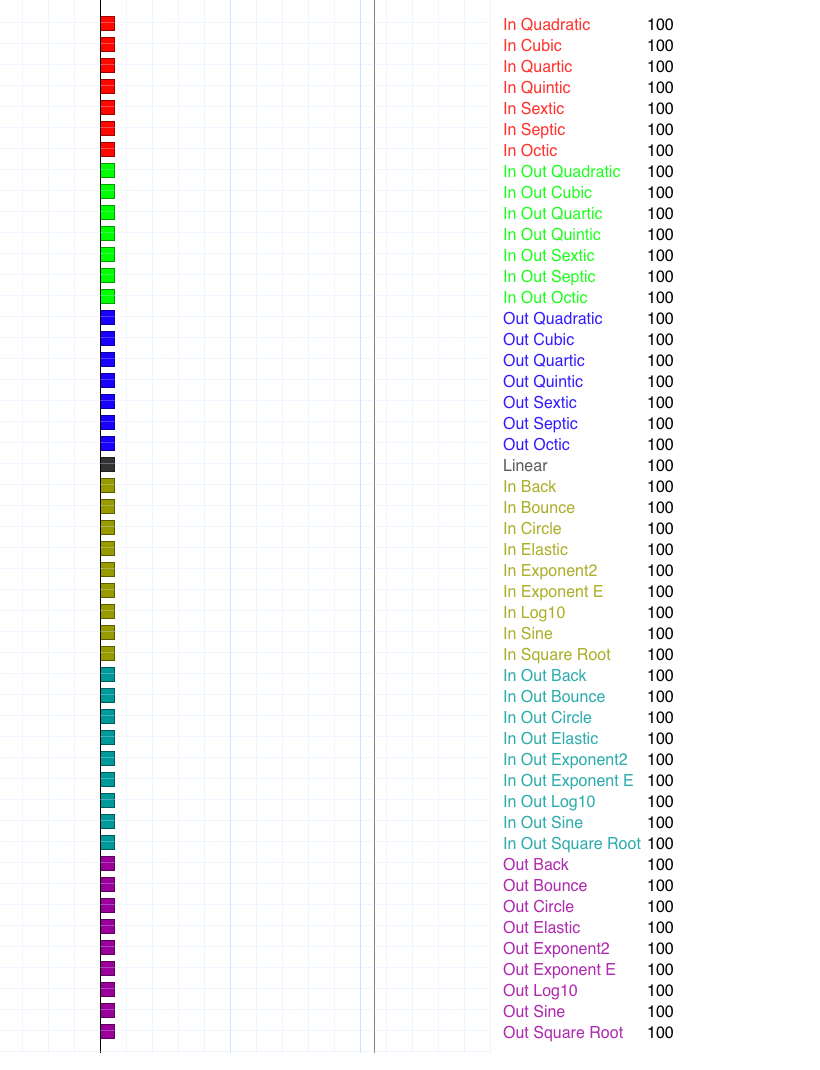 In Quadratic 100
In Cubic 100
In Quartic 100
In Quintic 100
In Sextic 100
In Septic 100
In Octic 100
In Out Quadratic 100
In Out Cubic 100
In Out Quartic 100
In Out Quintic 100
In Out Sextic 100
In Out Septic 100
In Out Octic 100
Out Quadratic 100
Out Cubic 100
Out Quartic 100
Out Quintic 100
Out Sextic 100
Out Septic 100
Out Octic 100
Linear 100
In Back 100
In Bounce 100
In Circle 100
In Elastic 100
In Exponent2 100
In Exponent E 100
In Log10 100
In Sine 100
In Square Root 100
In Out Back 100
In Out Bounce 100
In Out Circle 100
In Out Elastic 100
In Out Exponent2 100
In Out Exponent E 100
In Out Log10 100
In Out Sine 100
In Out Square Root 100
Out Back 100
Out Bounce 100
Out Circle 100
Out Elastic 100
Out Exponent2 100
Out Exponent E 100
Out Log10 100
Out Sine 100
Out Square Root 100